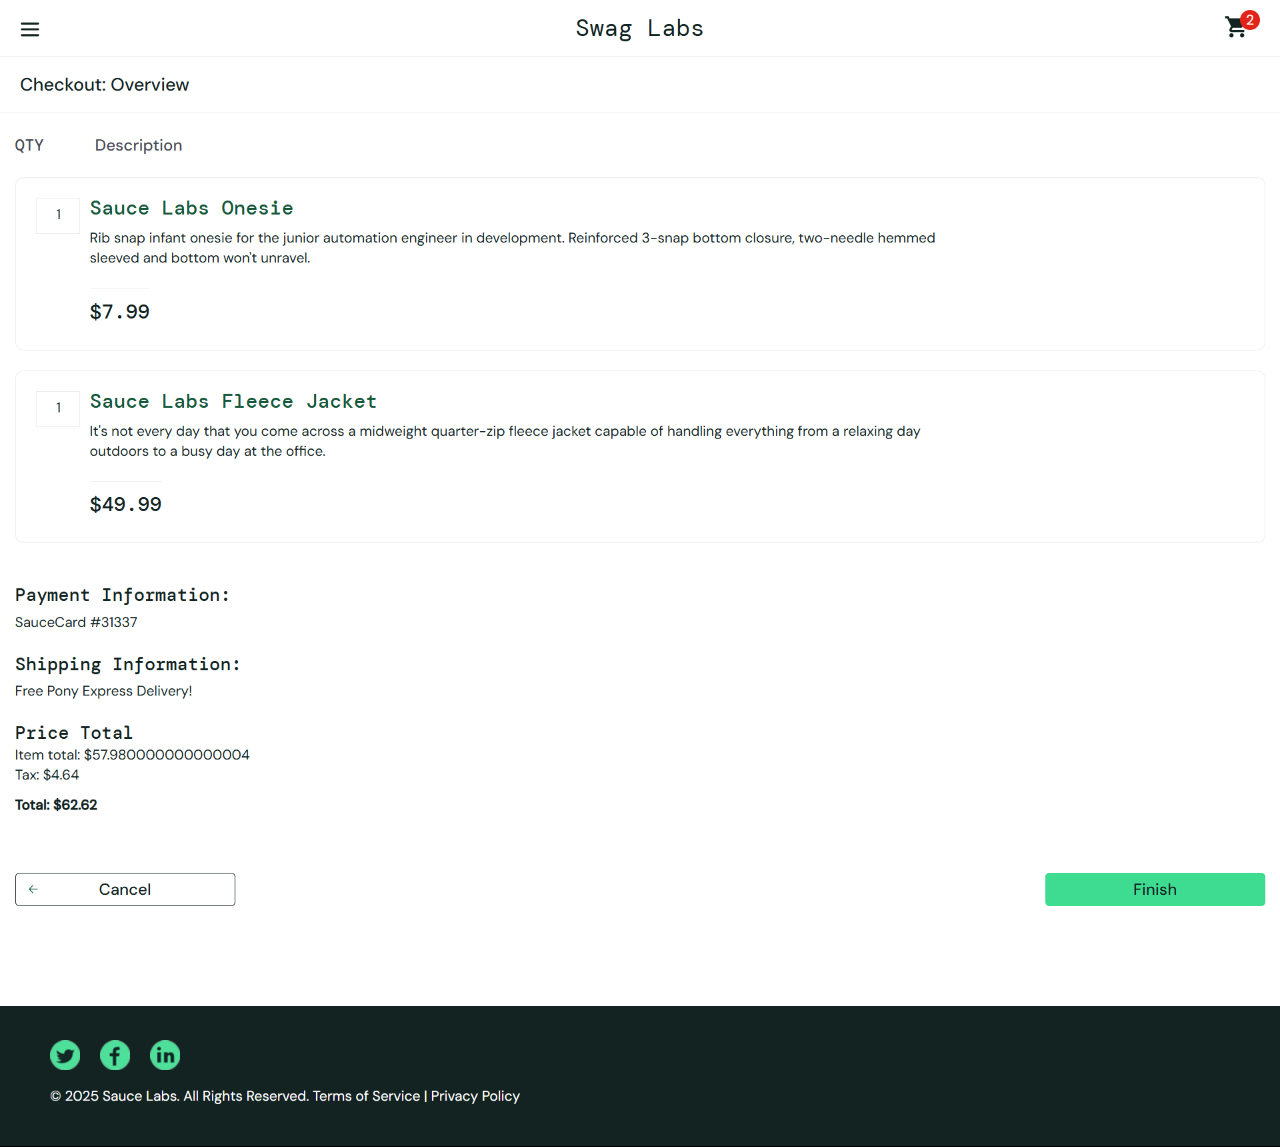 Swag Labs
2
Checkout: Overview
QTY Description
1
Sauce Labs Onesie
Rib snap infant onesie for the junior automation engineer in development. Reinforced 3-snap bottom closure, two-needle hemmed
sleeved and bottom won't unravel.
$7.99
1
Sauce Labs Fleece Jacket
It's not every day that you come across a midweight quarter-zip fleece jacket capable of handling everything from a relaxing day
outdoors to a busy day at the office.
$49.99
Payment Information:
SauceCard #31337
Shipping Information:
Free Pony Express Delivery!
Price Total
Item total: $57.980000000000004
Tax: $4.64
Total: $62.62
Cancel
Finish
© 2025 Sauce Labs. All Rights Reserved. Terms of Service | Privacy Policy